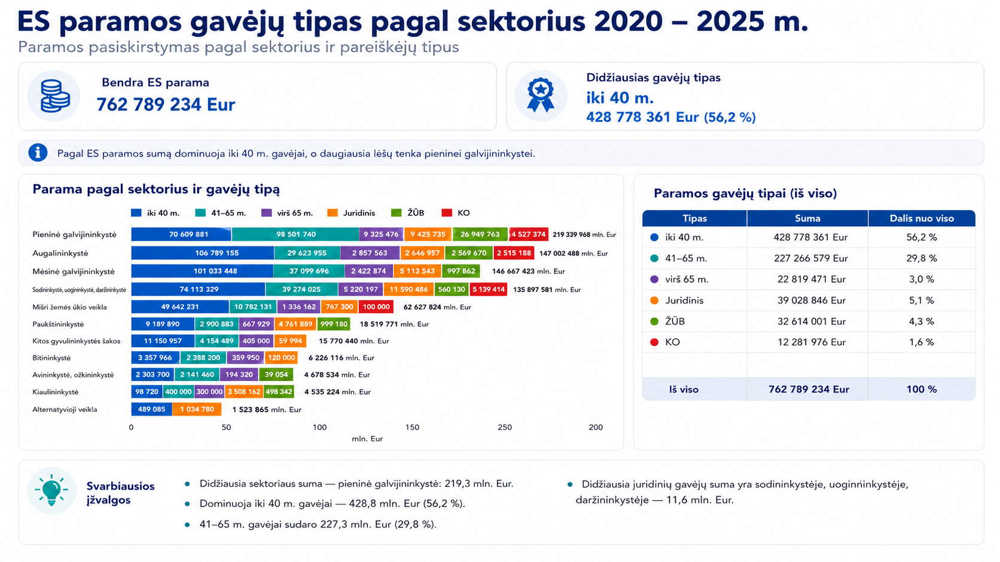 ES paramos gavėjų tipas pagal sektorius 2020 – 2025 m.
Paramos pasiskirstymas pagal sektorius ir pareiškėjų tipus
Bendra ES parama
762 789 234 Eur
Didžiausias gavėjų tipas
iki 40 m.
428 778 361 Eur (56,2 %)
Pagal ES paramos sumą dominuoja iki 40 m. gavėjai, o daugiausia lėšų tenka pieninei galvijininkystei.
Parama pagal sektorius ir gavėjų tipą
iki 40 m. 41–65 m. virš 65 m. Juridinis ŽŪB KO
Pieninė galvijininkystė 70 609 881 98 501 740 9 325 476 9 425 735 26 949 763 4 527 374 219 339 968 mln. Eur
Augalininkystė 106 789 155 29 623 955 2 857 563 2 646 957 2 569 670 2 515 188 147 002 488 mln. Eur
Mėsinė galvijininkystė 101 033 448 37 099 696 2 422 874 5 113 543 997 862 146 667 423 mln. Eur
Sodininkystė, uogininkystė, daržininkystė 74 113 329 39 274 025 5 220 197 11 590 486 560 130 5 139 414 135 897 581 mln. Eur
Mišri žemės ūkio veikla 49 642 231 10 782 131 1 336 162 767 300 100 000 62 627 824 mln. Eur
Paukštininkystė 9 189 890 2 900 883 667 929 4 761 889 999 180 18 519 771 mln. Eur
Kitos gyvulininkystės šakos 11 150 957 4 154 489 405 000 59 994 15 770 440 mln. Eur
Bitininkystė 3 357 966 2 388 200 359 950 120 000 6 226 116 mln. Eur
Avininkystė, ožkininkystė 2 303 700 2 141 460 194 320 39 054 4 678 534 mln. Eur
Kiaulininkystė 98 720 400 000 300 000 3 508 162 498 342 4 535 224 mln. Eur
Alternatyvioji veikla 489 085 1 034 780 1 523 865 mln. Eur
0 50 100 150 250 200
mln. Eur
Paramos gavėjų tipai (iš viso)
Tipas Suma Dalis nuo viso
iki 40 m. 428 778 361 Eur 56,2 %
41–65 m. 227 266 579 Eur 29,8 %
virš 65 m. 22 819 471 Eur 3,0 %
Juridinis 39 028 846 Eur 5,1 %
ŽŪB 32 614 001 Eur 4,3 %
KO 12 281 976 Eur 1,6 %
Iš viso 762 789 234 Eur 100 %
Svarbiausios
įžvalgos
Didžiausia sektoriaus suma — pieninė galvijininkystė: 219,3 mln. Eur.
Dominuoja iki 40 m. gavėjai — 428,8 mln. Eur (56,2 %).
41–65 m. gavėjai sudaro 227,3 mln. Eur (29,8 %).
Didžiausia juridinių gavėjų suma yra sodininkystėje, uogininkystėje,
daržininkystėje — 11,6 mln. Eur.